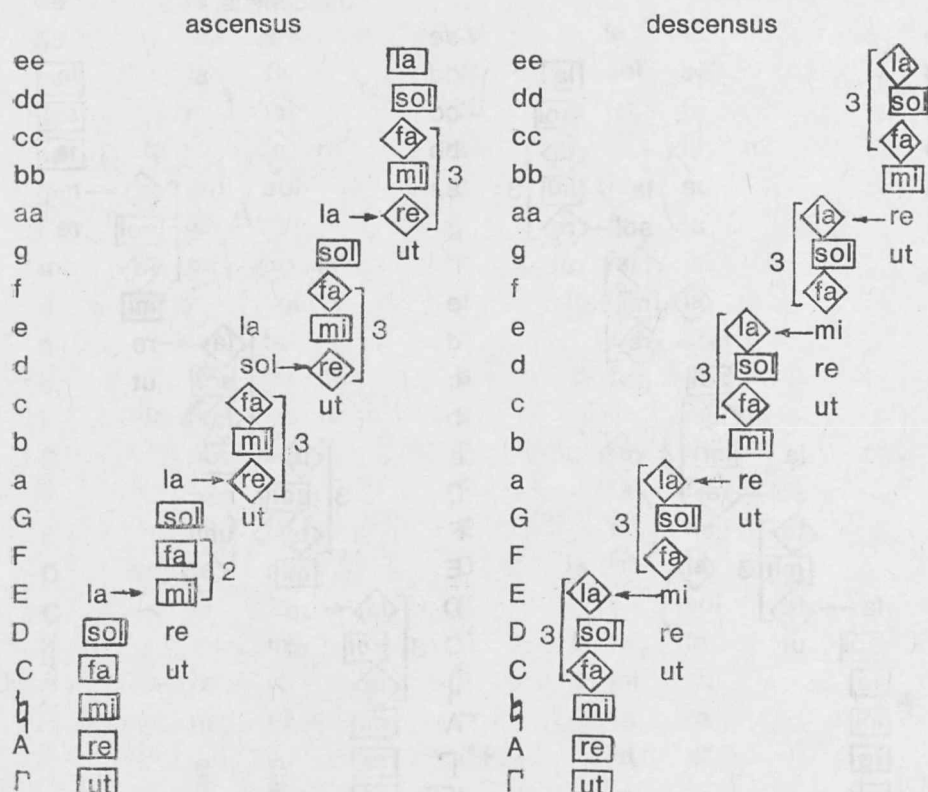 ascensus descensus
ee la ee la
dd sol dd 3 sol
cc fa cc fa
bb mi 3 bb mi
aa la re aa la re
g sol ut g 3 sol ut
f fa f fa
e la mi 3 e la mi
d sol re d 3 sol re
c fa ut c fa ut
b mi 3 b mi
a la re a la re
G sol ut G 3 sol ut
F fa F fa
E la mi 2 E la mi
D sol re D 3 sol re
C fa ut C fa ut
♮ mi ♮ mi
A re A re
Γ ut Γ ut